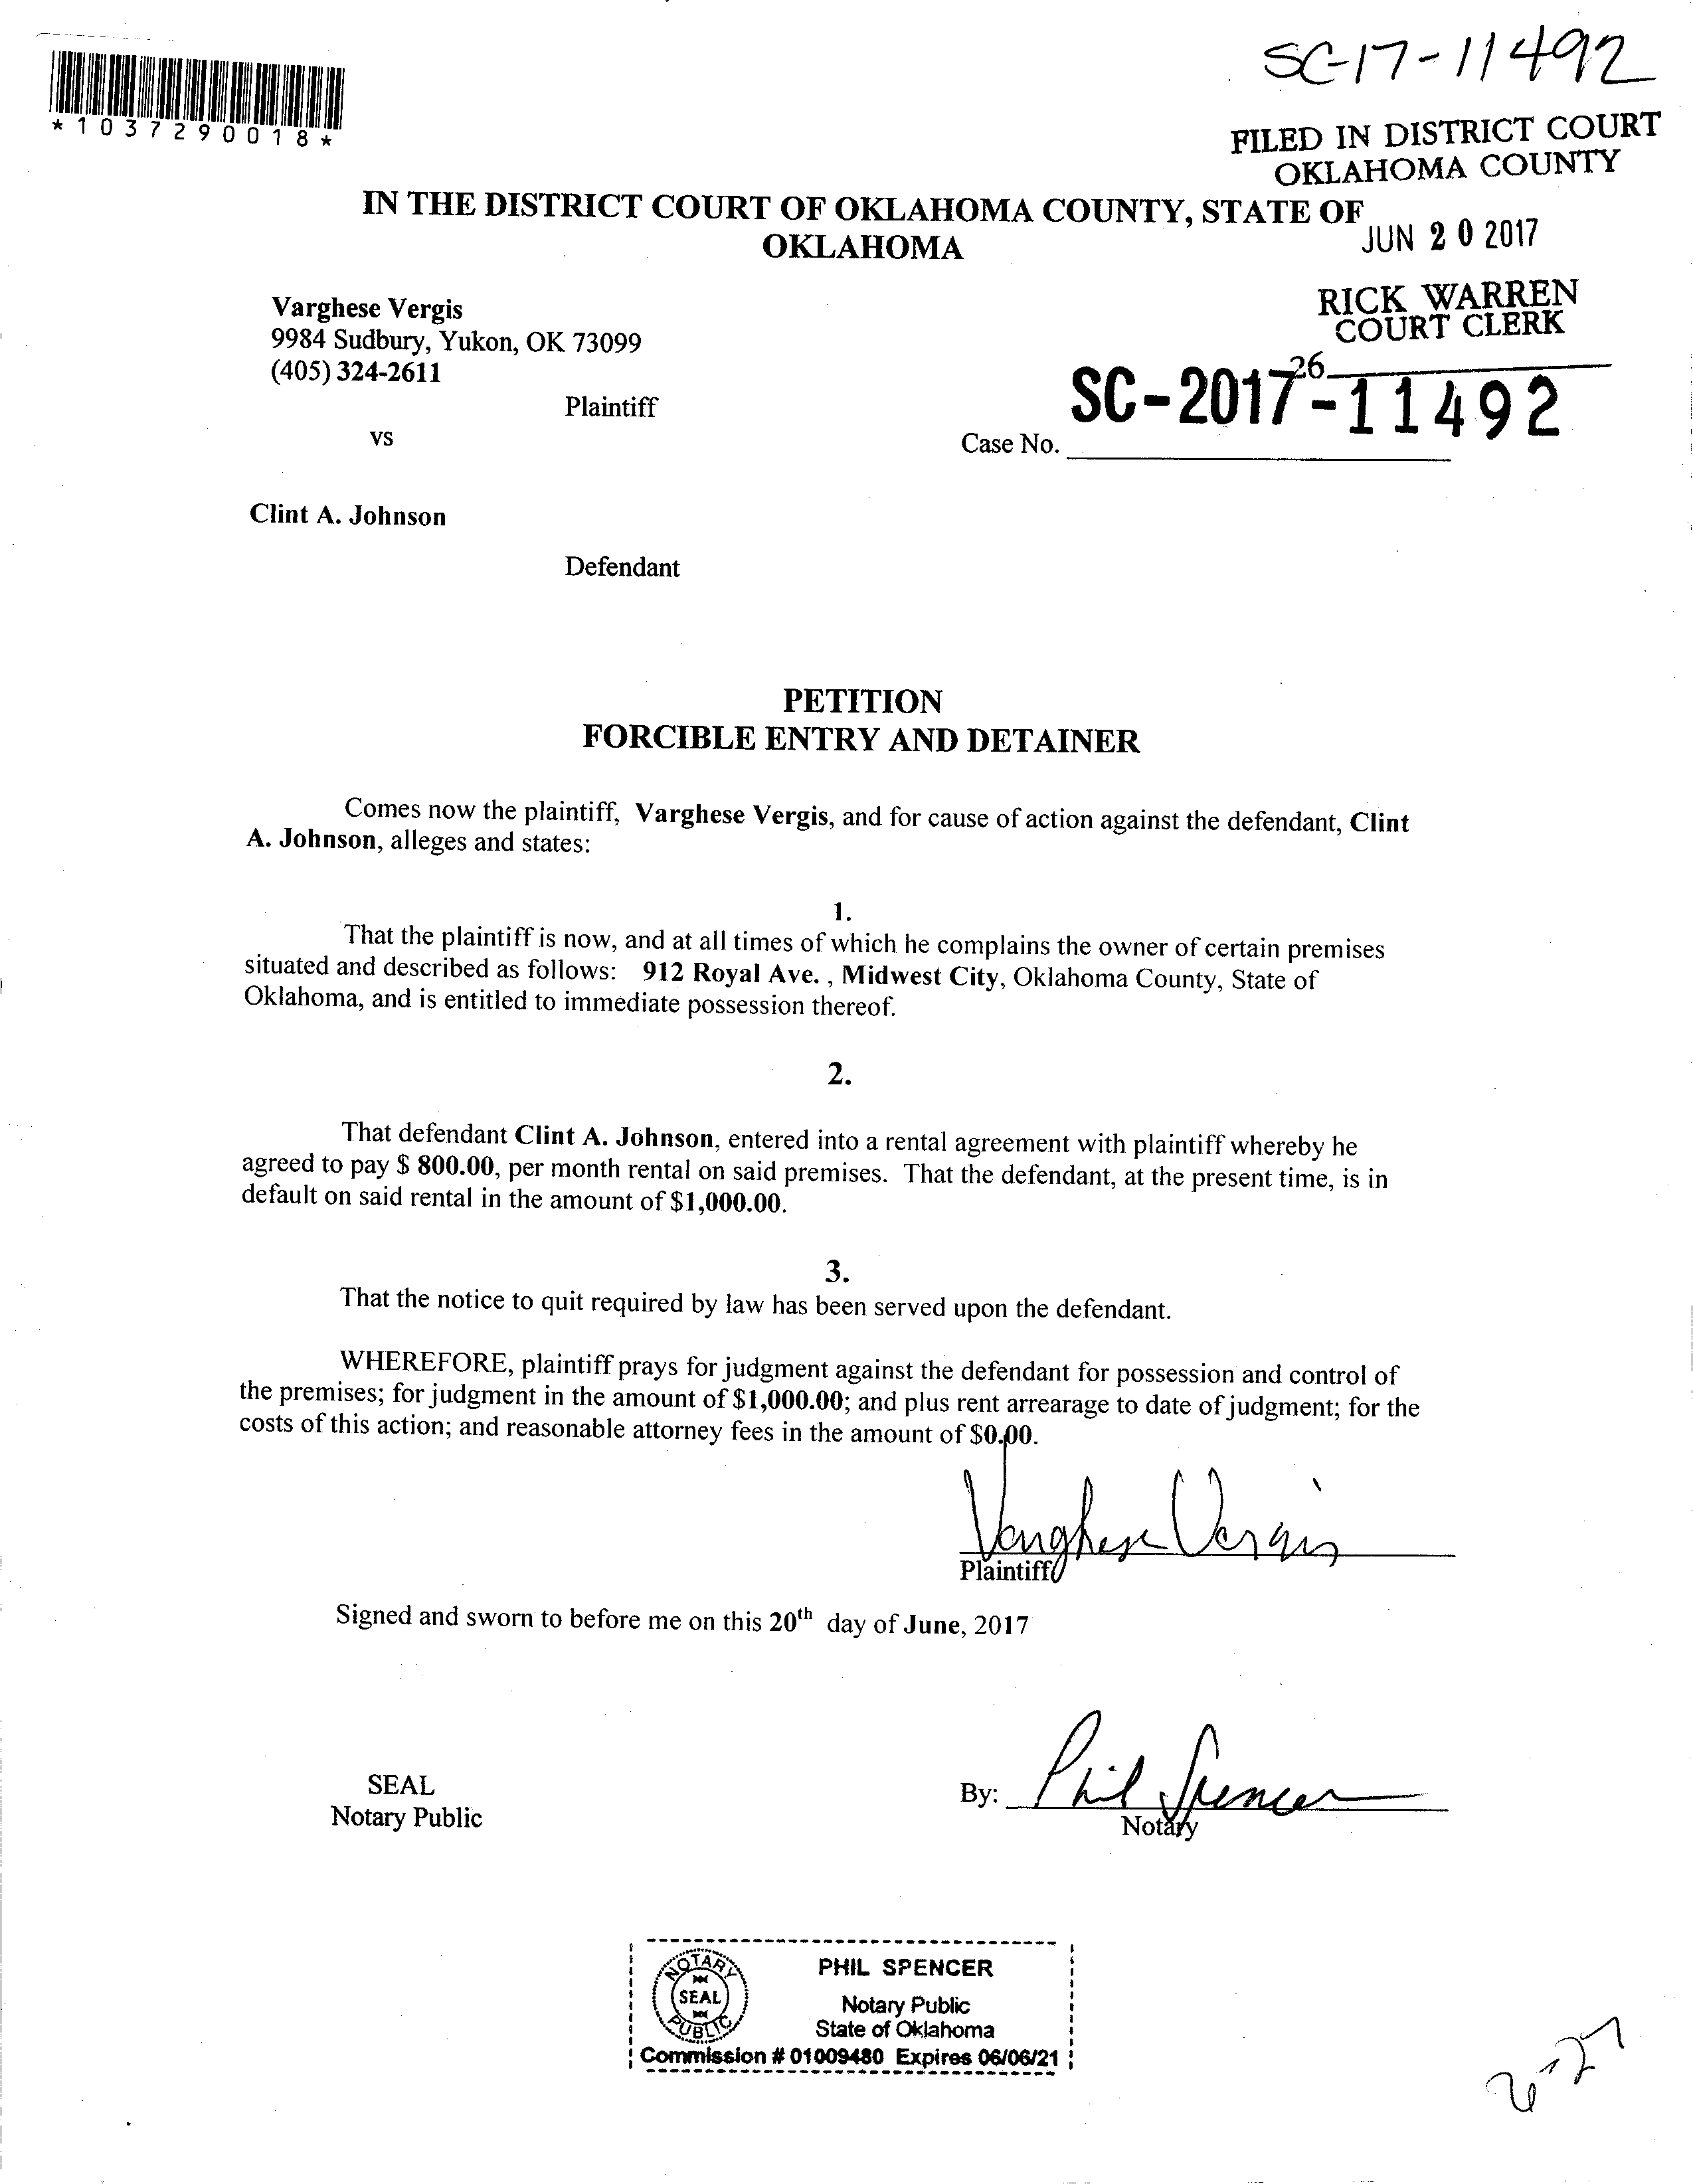 SC-17-11492
*1037290018*
FILED IN DISTRICT COURT
OKLAHOMA COUNTY
IN THE DISTRICT COURT OF OKLAHOMA COUNTY, STATE OF
OKLAHOMA
JUN 20 2017
Varghese Vergis
9984 Sudbury, Yukon, OK 73099
(405) 324-2611
RICK WARREN
COURT CLERK
26
Plaintiff
SC-2017-11492
vs
Case No.
Clint A. Johnson
Defendant
PETITION
FORCIBLE ENTRY AND DETAINER
Comes now the plaintiff, Varghese Vergis, and for cause of action against the defendant, Clint
A. Johnson, alleges and states:
1.
That the plaintiff is now, and at all times of which he complains the owner of certain premises
situated and described as follows: 912 Royal Ave. , Midwest City, Oklahoma County, State of
Oklahoma, and is entitled to immediate possession thereof.
2.
That defendant Clint A. Johnson, entered into a rental agreement with plaintiff whereby he
agreed to pay $ 800.00, per month rental on said premises. That the defendant, at the present time, is in
default on said rental in the amount of $1,000.00.
3.
That the notice to quit required by law has been served upon the defendant.
WHEREFORE, plaintiff prays for judgment against the defendant for possession and control of
the premises; for judgment in the amount of $1,000.00; and plus rent arrearage to date of judgment; for the
costs of this action; and reasonable attorney fees in the amount of $0.00.
Varghese Vergis
Plaintiff
Signed and sworn to before me on this 20th day of June, 2017
SEAL
Notary Public
By: Phil Spencer
Notary
NOTARY
SEAL
PUBLIC
PHIL SPENCER
Notary Public
State of Oklahoma
Commission # 01009480 Expires 06/06/21